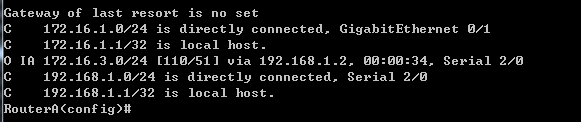 Gateway of last resort is not set
C    172.16.1.0/24 is directly connected, GigabitEthernet 0/1
C    172.16.1.1/32 is local host.
O IA 172.16.3.0/24 [110/51] via 192.168.1.2, 00:00:34, Serial 2/0
C    192.168.1.0/24 is directly connected, Serial 2/0
C    192.168.1.1/32 is local host.
RouterA(config)#